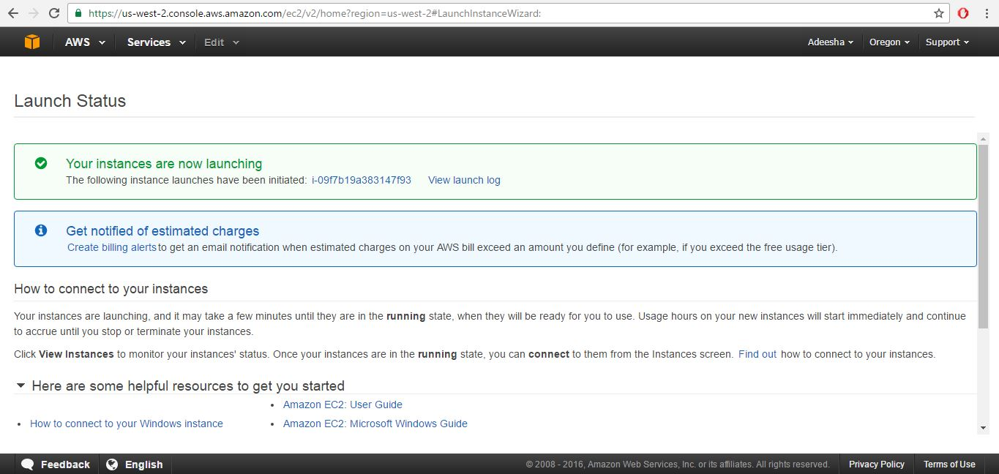 https://us-west-2.console.aws.amazon.com/ec2/v2/home?region=us-west-2#LaunchInstanceWizard:
AWS Services Edit Adeesha Oregon Support
Launch Status
Your instances are now launching
The following instance launches have been initiated: i-09f7b19a383147f93 View launch log
Get notified of estimated charges
Create billing alerts to get an email notification when estimated charges on your AWS bill exceed an amount you define (for example, if you exceed the free usage tier).
How to connect to your instances
Your instances are launching, and it may take a few minutes until they are in the running state, when they will be ready for you to use. Usage hours on your new instances will start immediately and continue
to accrue until you stop or terminate your instances.
Click View Instances to monitor your instances' status. Once your instances are in the running state, you can connect to them from the Instances screen. Find out how to connect to your instances.
Here are some helpful resources to get you started
• Amazon EC2: User Guide
• How to connect to your Windows instance • Amazon EC2: Microsoft Windows Guide
Feedback English © 2008 - 2016, Amazon Web Services, Inc. or its affiliates. All rights reserved. Privacy Policy Terms of Use